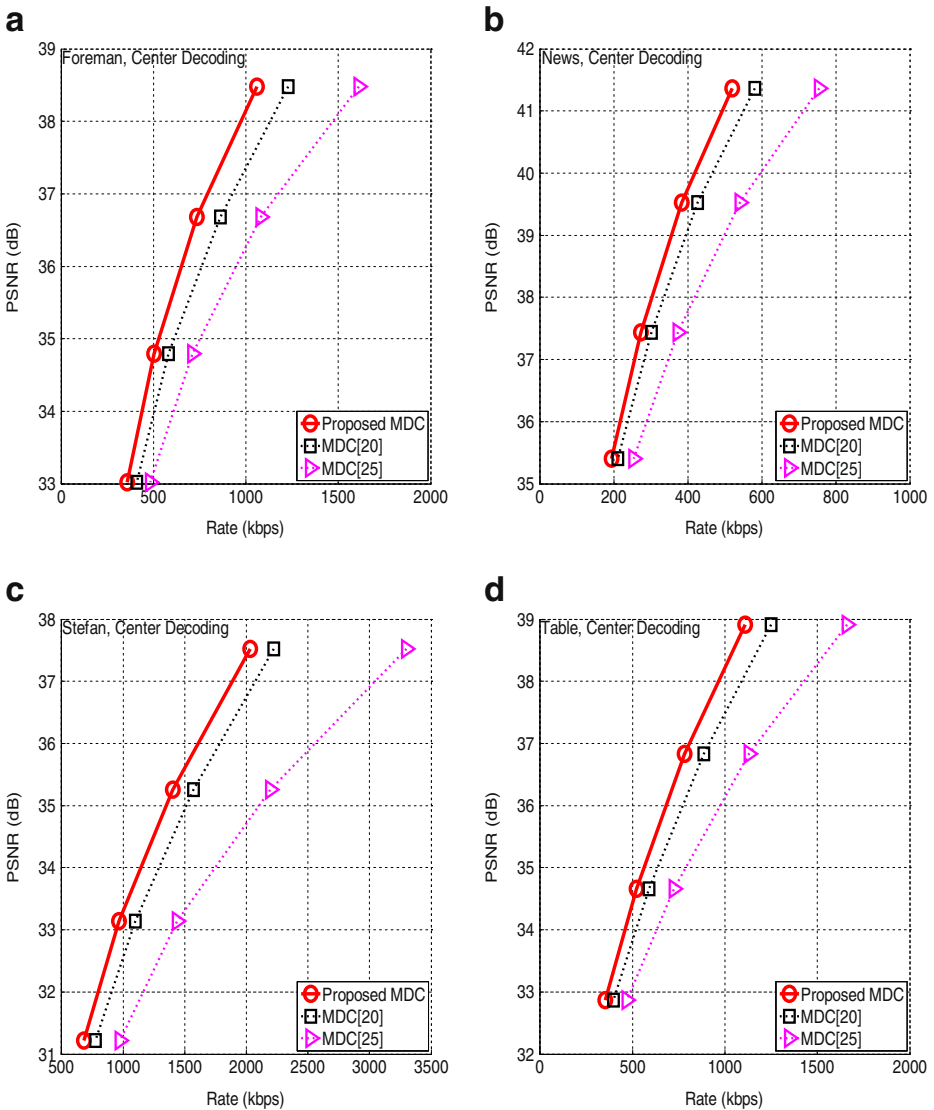 a
Foreman, Center Decoding
39
38
37
36
35
34
33
0 500 1000 1500 2000
PSNR (dB)
Rate (kbps)
Proposed MDC
MDC[20]
MDC[25]
b
News, Center Decoding
42
41
40
39
38
37
36
35
0 200 400 600 800 1000
PSNR (dB)
Rate (kbps)
Proposed MDC
MDC[20]
MDC[25]
c
Stefan, Center Decoding
38
37
36
35
34
33
32
31
500 1000 1500 2000 2500 3000 3500
PSNR (dB)
Rate (kbps)
Proposed MDC
MDC[20]
MDC[25]
d
Table, Center Decoding
39
38
37
36
35
34
33
32
0 500 1000 1500 2000
PSNR (dB)
Rate (kbps)
Proposed MDC
MDC[20]
MDC[25]